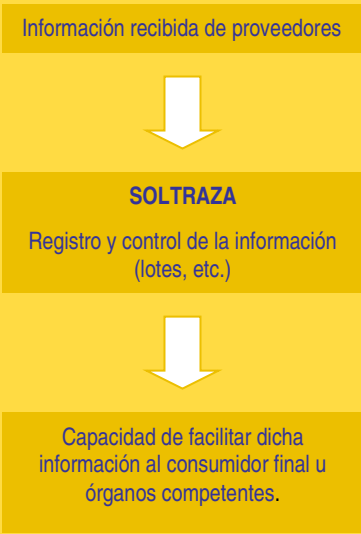 Información recibida de proveedores
SOLTRAZA
Registro y control de la información
(lotes, etc.)
Capacidad de facilitar dicha
información al consumidor final u
órganos competentes.